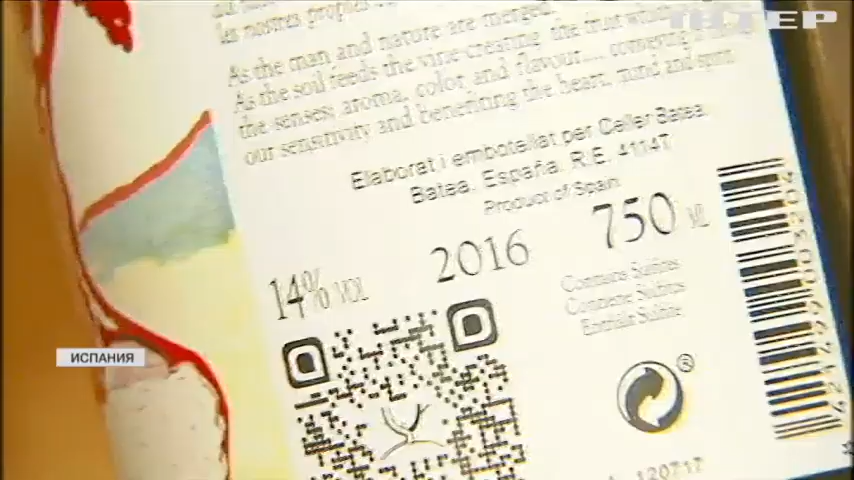 ІНТЕР
les nostres
As the man and nature are merged
As the soil feeds the vine creating the fruit which
the senses: aroma, color and flavour.... conveying a
our sensitivity and benefiting the heart, mind and spirit
Elaborat i embotellat per Celler Batea
Batea. España. R.E. 41147
Product of Spain
14% VOL
2016
750 ML
Contains Sulfites
Contiene Sulfitos
Enthält Sulfite
ИСПАНИЯ
®
120717